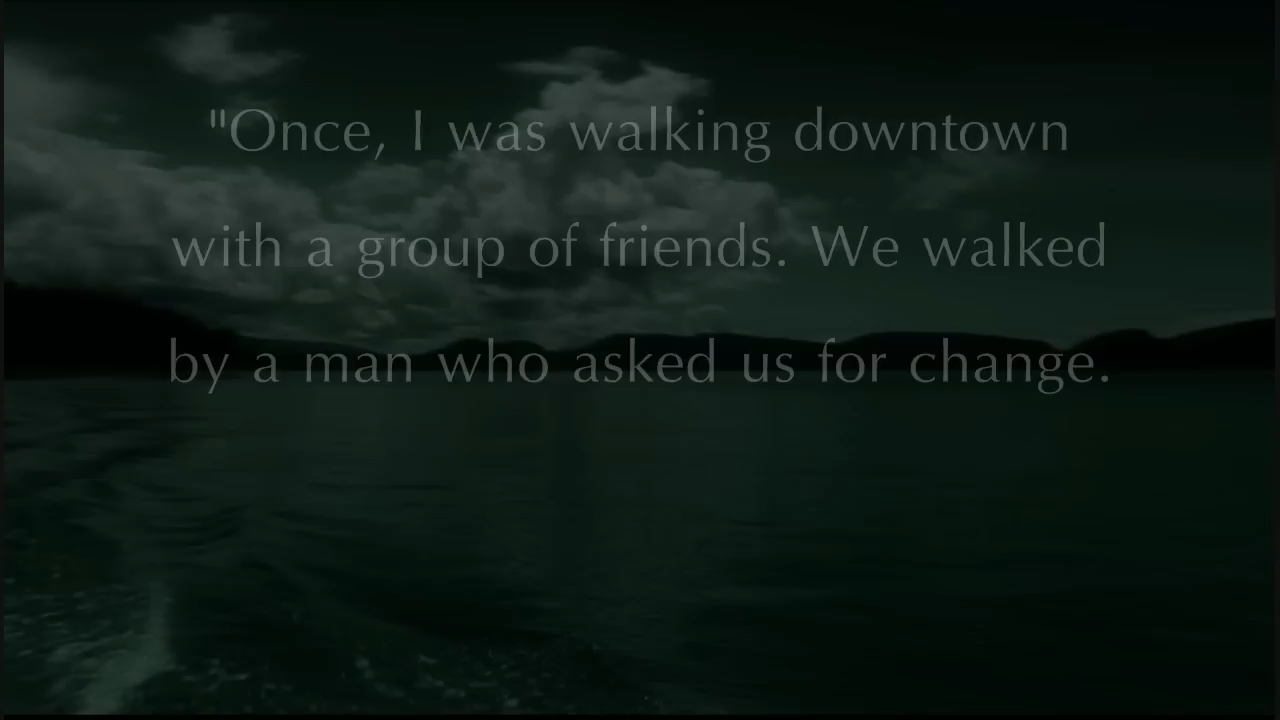 "Once, I was walking downtown
with a group of friends. We walked
by a man who asked us for change.